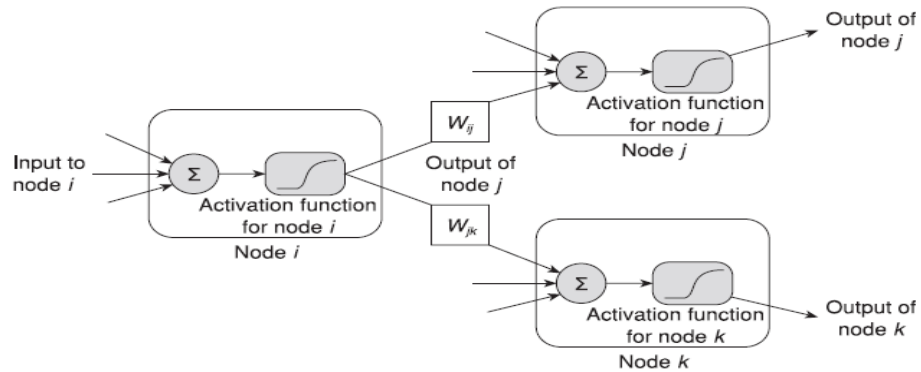 Output of
node j
Σ
Activation function
for node j
Node j
W_ij
Input to
node i
Σ
Activation function
for node i
Node i
Output of
node j
W_jk
Σ
Activation function
for node k
Node k
Output of
node k